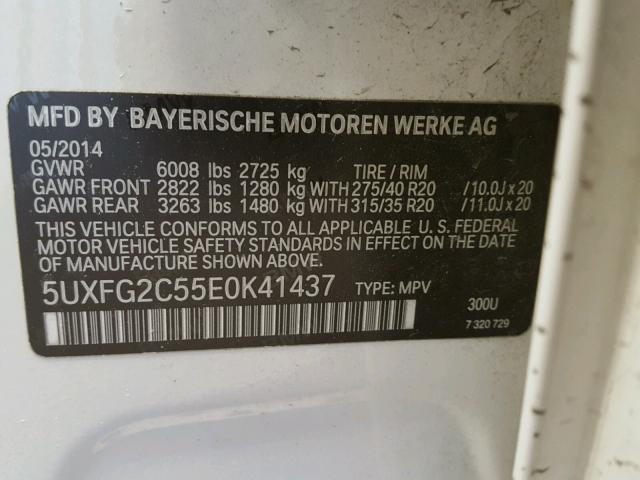 MFD BY BAYERISCHE MOTOREN WERKE AG
05/2014
GVWR 6008 lbs 2725 kg TIRE / RIM
GAWR FRONT 2822 lbs 1280 kg WITH 275/40 R20 /10.0J x 20
GAWR REAR 3263 lbs 1480 kg WITH 315/35 R20 /11.0J x 20
THIS VEHICLE CONFORMS TO ALL APPLICABLE U.S. FEDERAL
MOTOR VEHICLE SAFETY STANDARDS IN EFFECT ON THE DATE
OF MANUFACTURE SHOWN ABOVE.
5UXFG2C55E0K41437 TYPE: MPV
300U
7 320 729